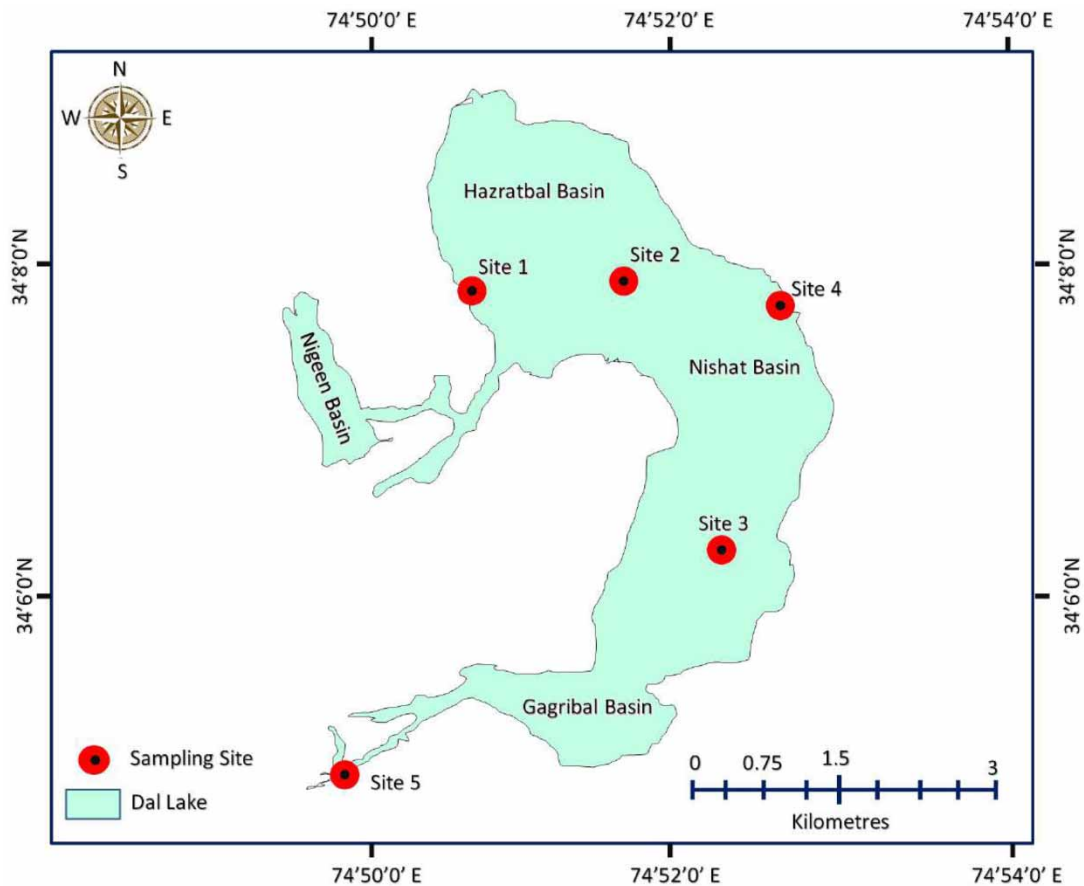 74'50'0' E
74'52'0' E
74'54'0' E
N
W
E
S
Hazratbal Basin
34'8'0'N
34'8'0'N
Site 1
Site 2
Site 4
Nigeen Basin
Nishat Basin
Site 3
34'6'0'N
34'6'0'N
Gagribal Basin
Sampling Site
Dal Lake
Site 5
0 0.75 1.5 3
Kilometres
74'50'0' E
74'52'0' E
74'54'0' E